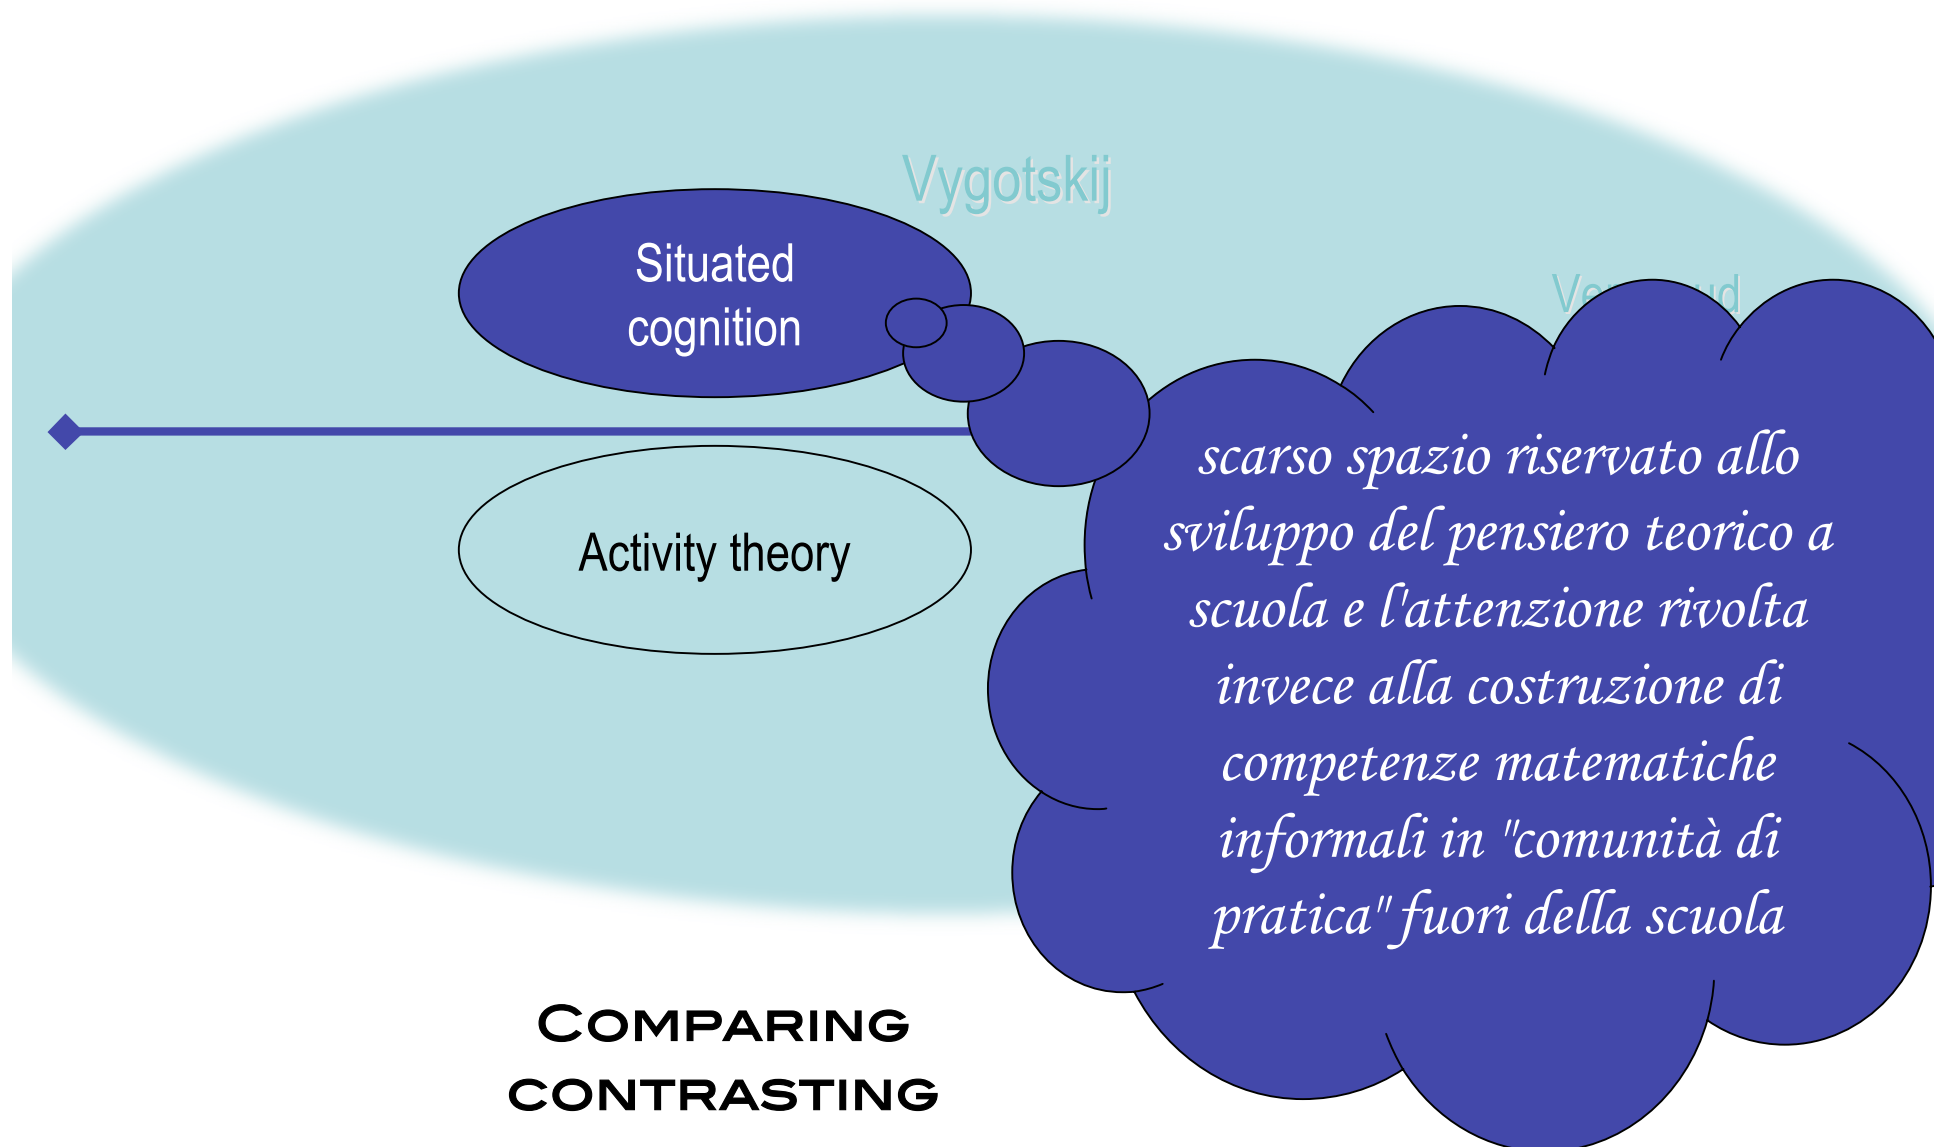 Vygotskij
Situated
cognition
scarso spazio riservato allo
sviluppo del pensiero teorico a
scuola e l'attenzione rivolta
invece alla costruzione di
competenze matematiche
informali in "comunità di
pratica" fuori della scuola
Activity theory
COMPARING
CONTRASTING